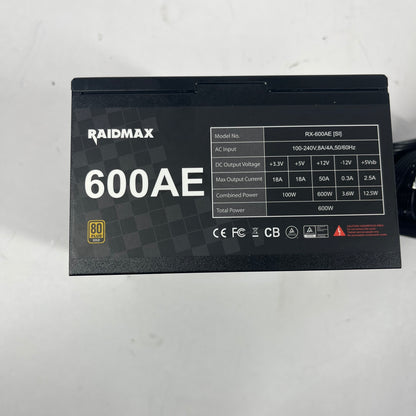 RAIDMAX
600AE
80
PLUS
GOLD
Model No. RX-600AE [SI]
AC Input 100-240V,8A/4A,50/60Hz
DC Output Voltage +3.3V +5V +12V -12V +5Vsb
Max Output Current 18A 18A 50A 0.3A 2.5A
Combined Power 100W 600W 3.6W 12.5W
Total Power 600W
CE FC CB
CAUTION